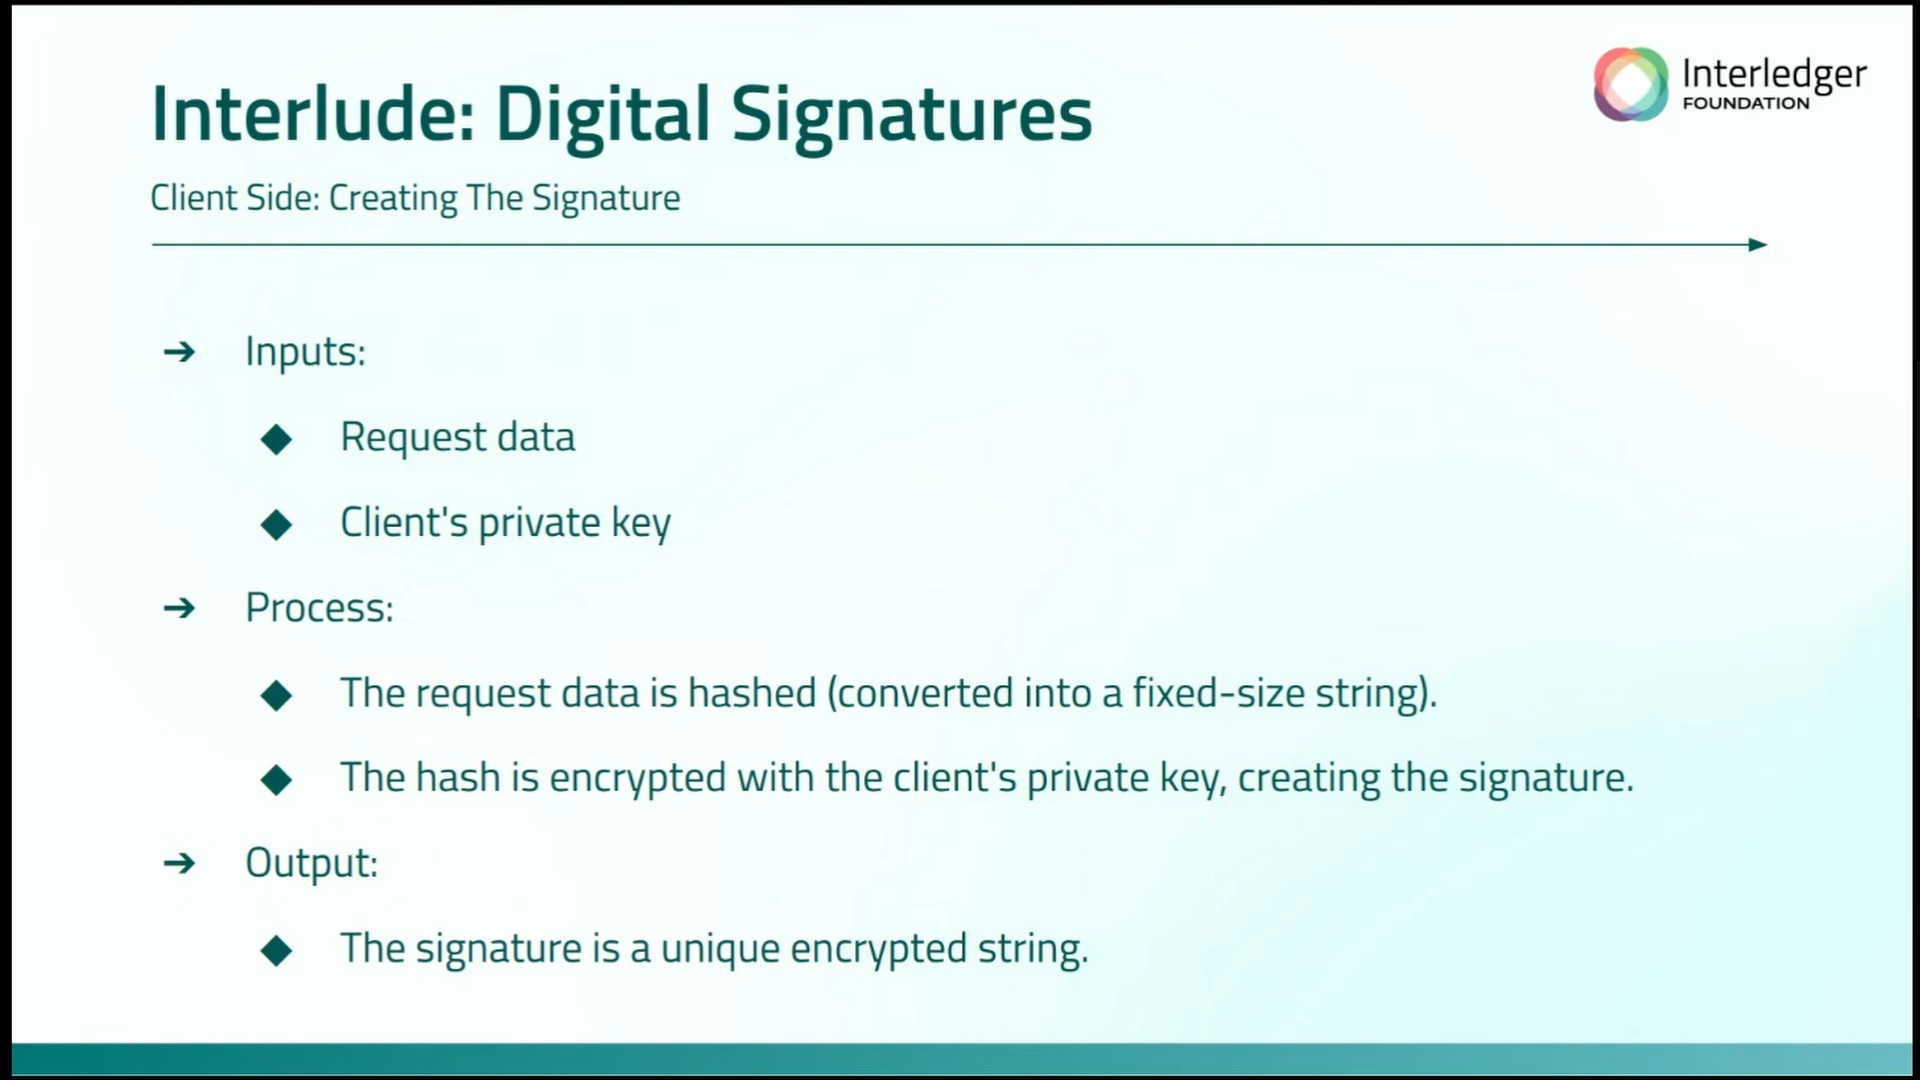 Interledger
FOUNDATION
Interlude: Digital Signatures
Client Side: Creating The Signature
➔ Inputs:
◆ Request data
◆ Client's private key
➔ Process:
◆ The request data is hashed (converted into a fixed-size string).
◆ The hash is encrypted with the client's private key, creating the signature.
➔ Output:
◆ The signature is a unique encrypted string.